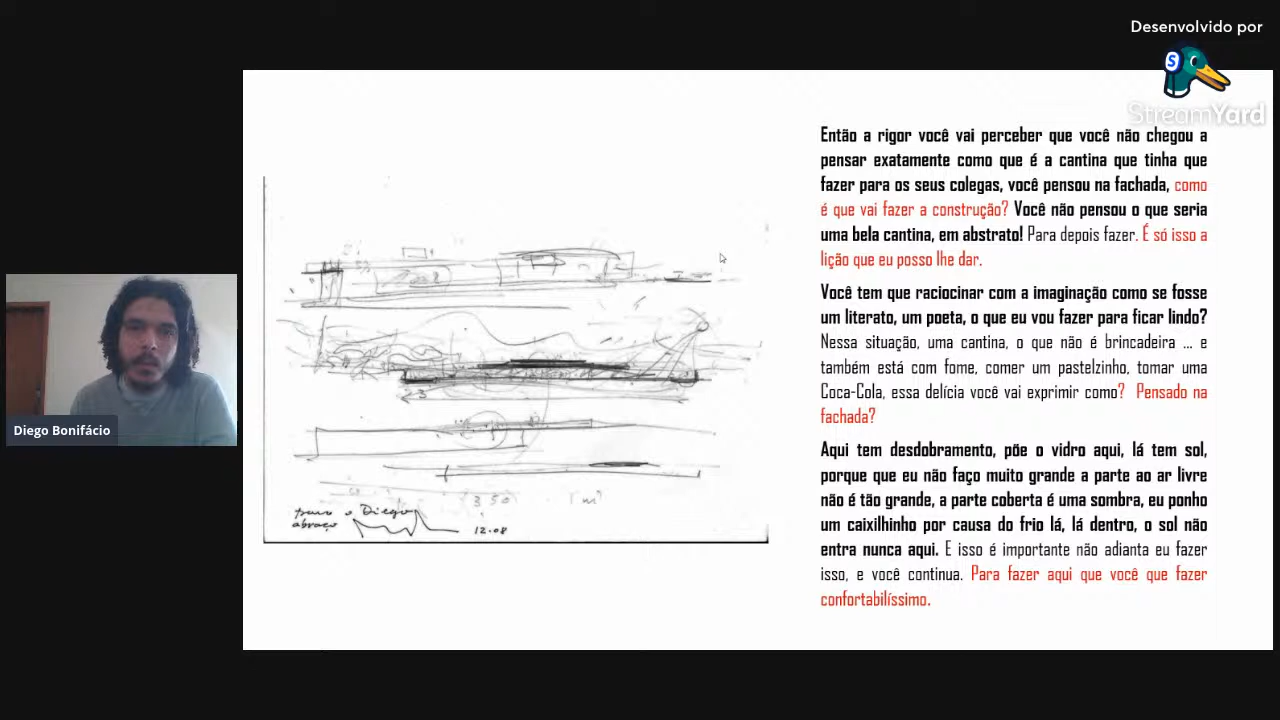 Desenvolvido por
StreamYard
Então a rigor você vai perceber que você não chegou a
pensar exatamente como que é a cantina que tinha que
fazer para os seus colegas, você pensou na fachada, como
é que vai fazer a construção? Você não pensou o que seria
uma bela cantina, em abstrato! Para depois fazer. É só isso a
lição que eu posso lhe dar.
Você tem que raciocinar com a imaginação como se fosse
um literato, um poeta, o que eu vou fazer para ficar lindo?
Nessa situação, uma cantina, o que não é brincadeira ... e
também está com fome, comer um pastelzinho, tomar uma
Coca-Cola, essa delícia você vai exprimir como? Pensado na
fachada?
Aqui tem desdobramento, põe o vidro aqui, lá tem sol,
porque que eu não faço muito grande a parte ao ar livre
não é tão grande, a parte coberta é uma sombra, eu ponho
um caixilhinho por causa do frio lá, lá dentro, o sol não
entra nunca aqui. E isso é importante não adianta eu fazer
isso, e você continua. Para fazer aqui que você que fazer
confortabilíssimo.
(350) m²
para o Diego
abraço
12.08
Diego Bonifácio